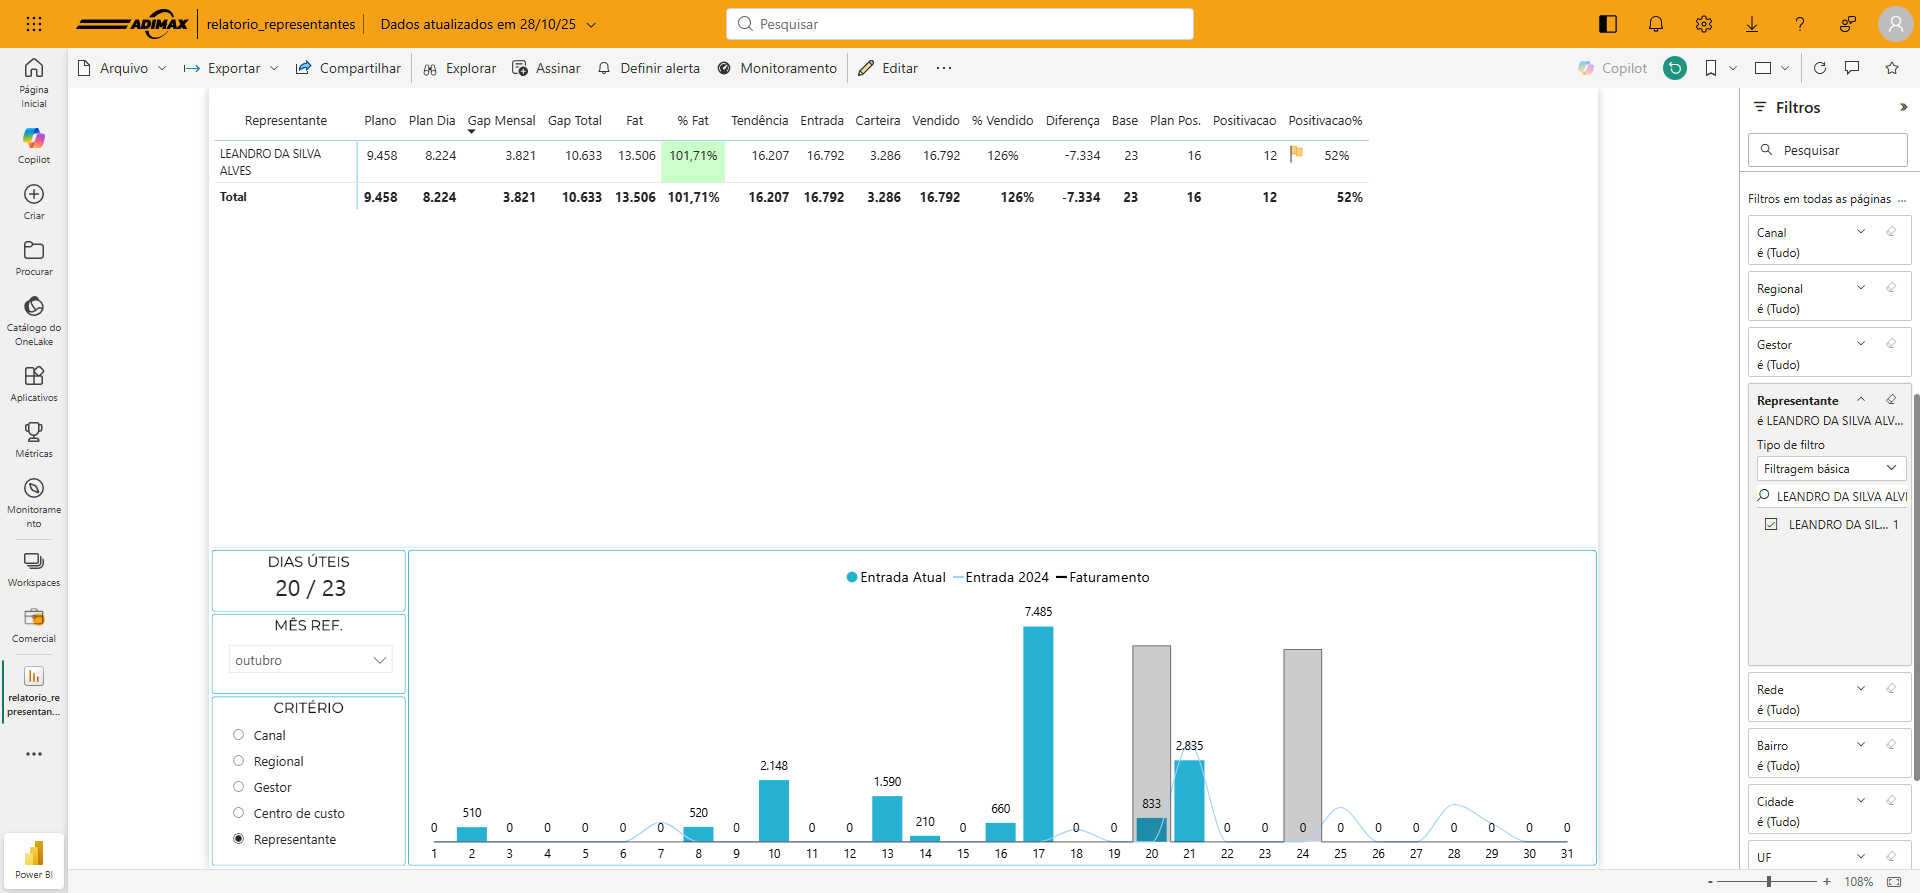 ADIMAX
relatorio_representantes
Dados atualizados em 28/10/25
Pesquisar
Arquivo
Exportar
Compartilhar
Explorar
Assinar
Definir alerta
Monitoramento
Editar
Copilot
Página
Inicial
Copilot
Criar
Procurar
Catálogo do
OneLake
Aplicativos
Métricas
Monitorame
nto
Workspaces
Comercial
relatorio_re
presentan...
Power BI
Representante Plano Plan Dia Gap Mensal Gap Total Fat % Fat Tendência Entrada Carteira Vendido % Vendido Diferença Base Plan Pos. Positivacao Positivacao%
LEANDRO DA SILVA
ALVES
9.458 8.224 3.821 10.633 13.506 101,71% 16.207 16.792 3.286 16.792 126% -7.334 23 16 12 52%
Total 9.458 8.224 3.821 10.633 13.506 101,71% 16.207 16.792 3.286 16.792 126% -7.334 23 16 12 52%
DIAS ÚTEIS
20 / 23
MÊS REF.
outubro
CRITÉRIO
Canal
Regional
Gestor
Centro de custo
Representante
Entrada Atual Entrada 2024 Faturamento
0 510 0 0 0 0 0 520 0 2.148 0 0 1.590 210 0 660 7.485 0 0 833 2.835 0 0 0 0 0 0 0 0 0 0
1 2 3 4 5 6 7 8 9 10 11 12 13 14 15 16 17 18 19 20 21 22 23 24 25 26 27 28 29 30 31
Filtros
Pesquisar
Filtros em todas as páginas ...
Canal
é (Tudo)
Regional
é (Tudo)
Gestor
é (Tudo)
Representante
é LEANDRO DA SILVA ALV...
Tipo de filtro
Filtragem básica
LEANDRO DA SILVA ALV
LEANDRO DA SIL... 1
Rede
é (Tudo)
Bairro
é (Tudo)
Cidade
é (Tudo)
UF
- + 108%